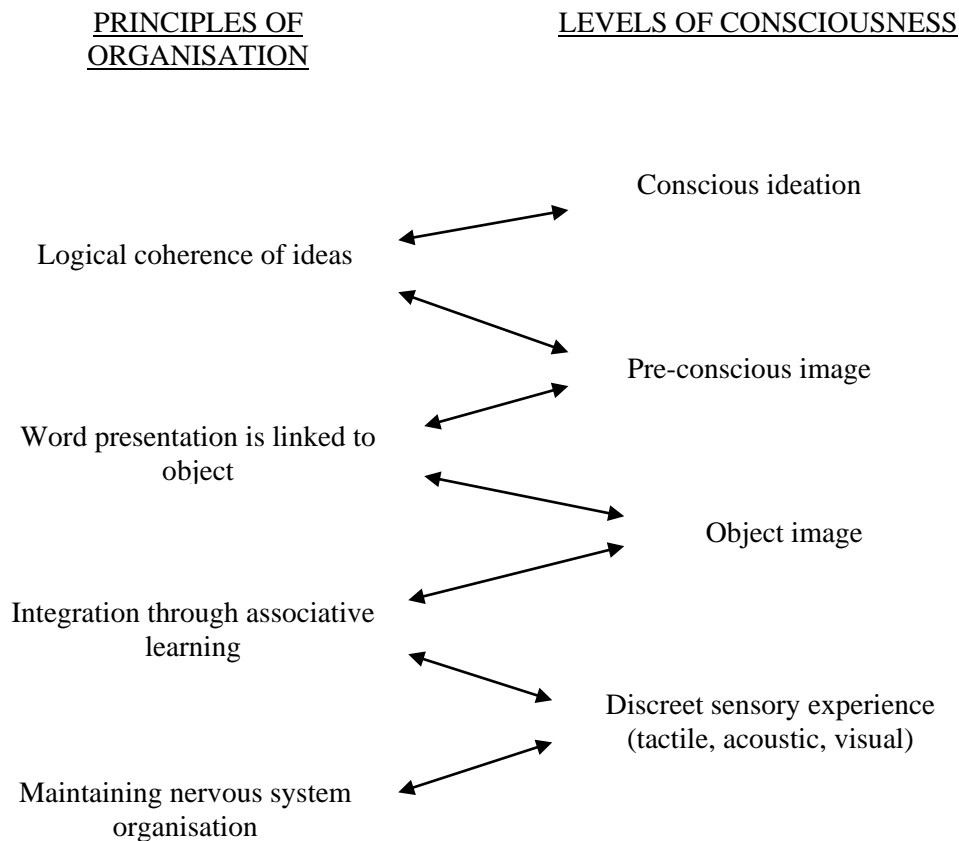 PRINCIPLES OF
ORGANISATION
LEVELS OF CONSCIOUSNESS
Conscious ideation
Logical coherence of ideas
Pre-conscious image
Word presentation is linked to
object
Object image
Integration through associative
learning
Discreet sensory experience
(tactile, acoustic, visual)
Maintaining nervous system
organisation